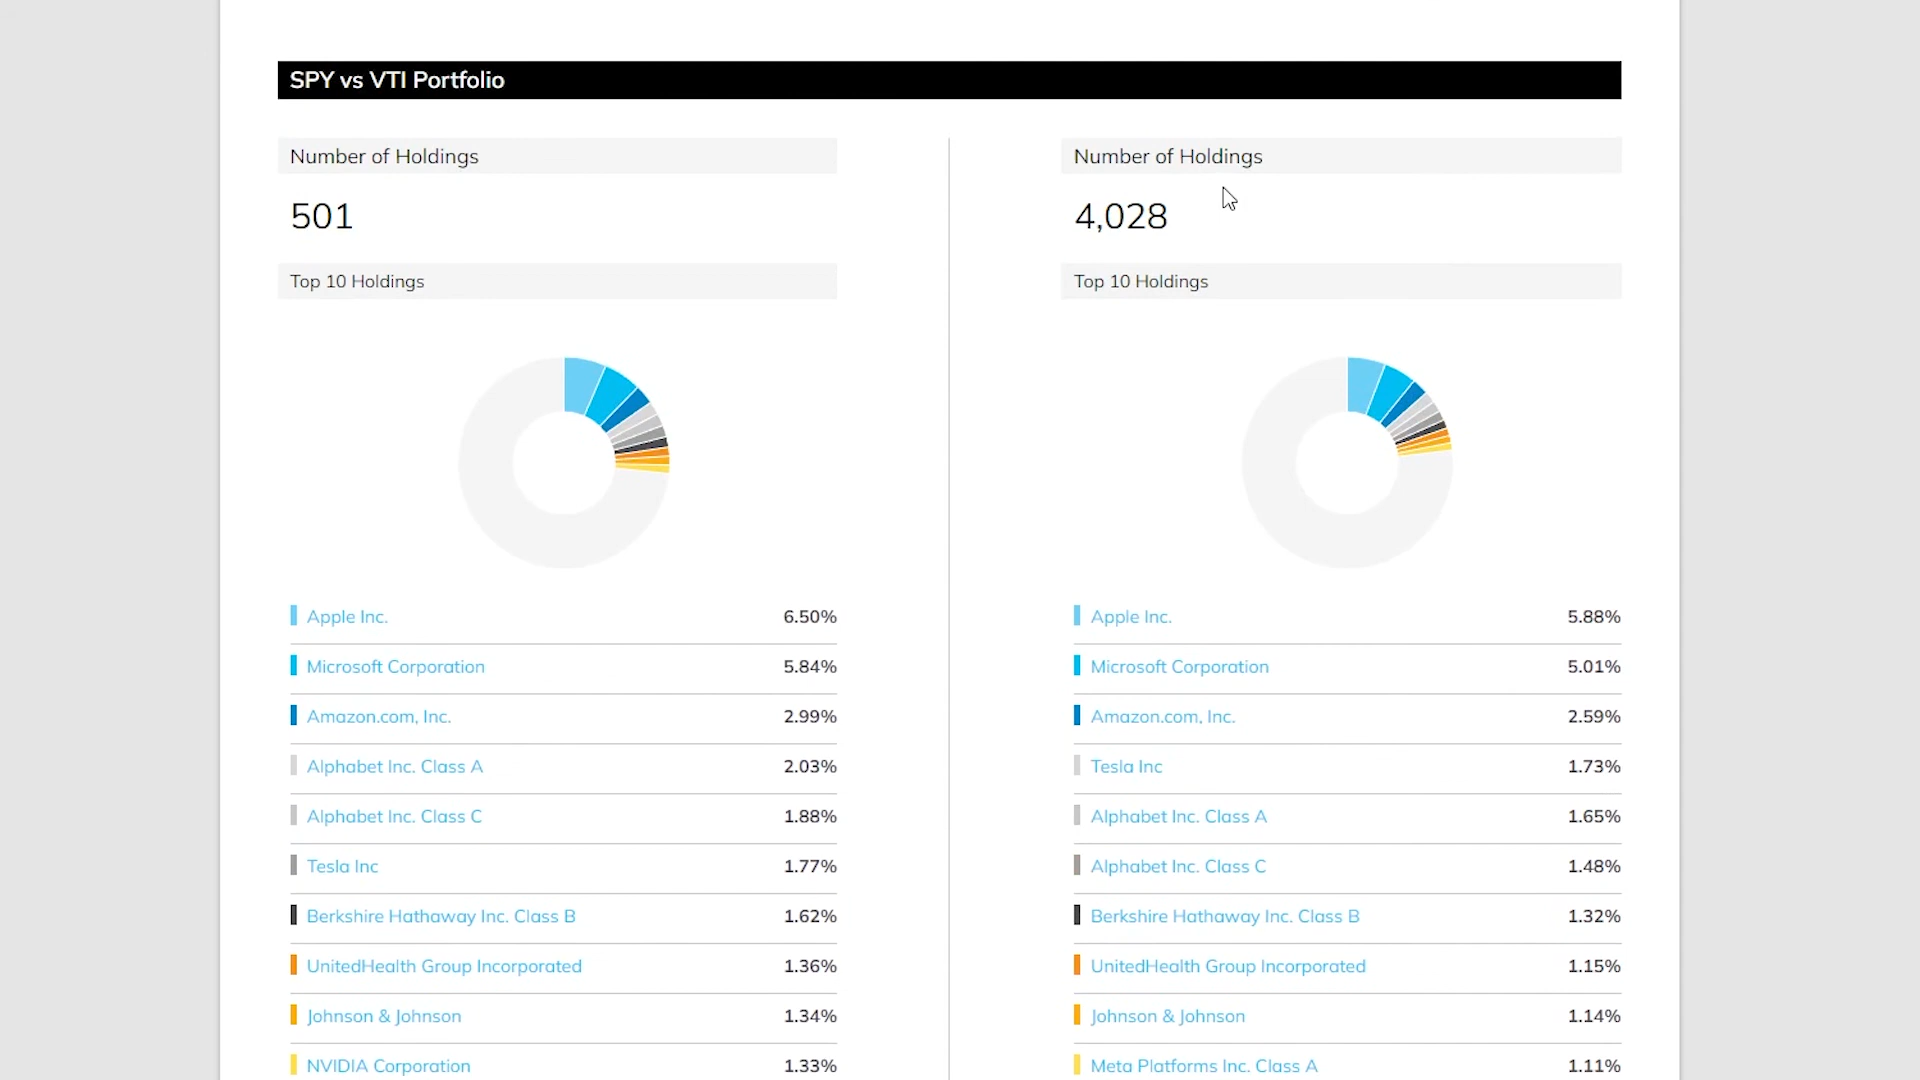 SPY vs VTI Portfolio
Number of Holdings
501
Top 10 Holdings
Apple Inc. 6.50%
Microsoft Corporation 5.84%
Amazon.com, Inc. 2.99%
Alphabet Inc. Class A 2.03%
Alphabet Inc. Class C 1.88%
Tesla Inc 1.77%
Berkshire Hathaway Inc. Class B 1.62%
UnitedHealth Group Incorporated 1.36%
Johnson & Johnson 1.34%
NVIDIA Corporation 1.33%
Number of Holdings
4,028
Top 10 Holdings
Apple Inc. 5.88%
Microsoft Corporation 5.01%
Amazon.com, Inc. 2.59%
Tesla Inc 1.73%
Alphabet Inc. Class A 1.65%
Alphabet Inc. Class C 1.48%
Berkshire Hathaway Inc. Class B 1.32%
UnitedHealth Group Incorporated 1.15%
Johnson & Johnson 1.14%
Meta Platforms Inc. Class A 1.11%